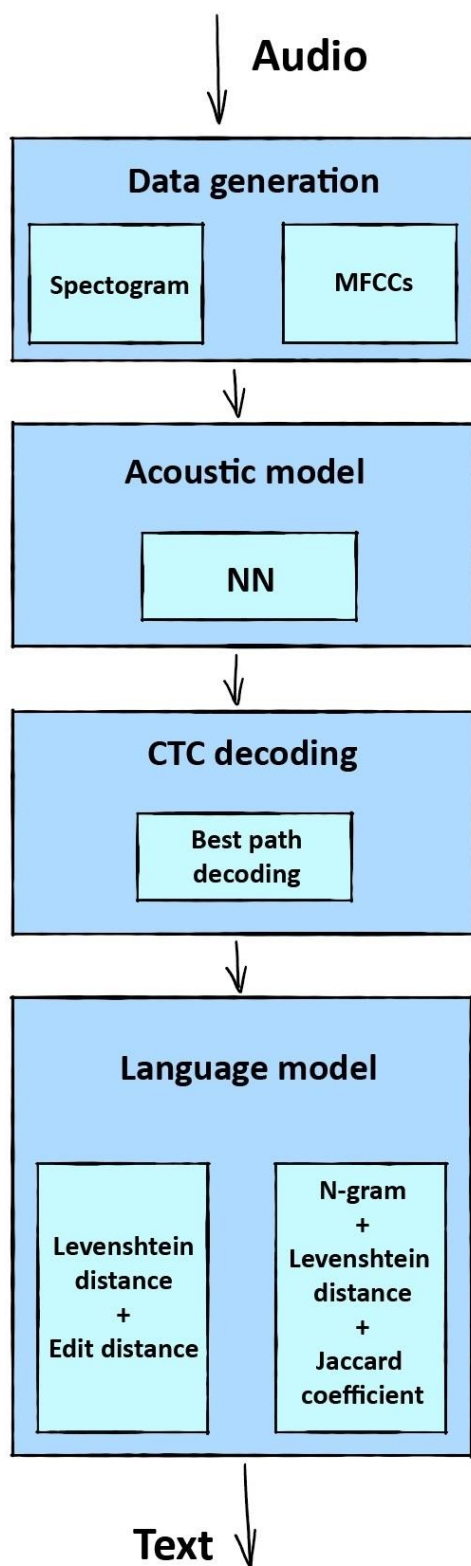 Audio
Data generation
Spectogram
MFCCs
Acoustic model
NN
CTC decoding
Best path
decoding
Language model
Levenshtein
distance
+
Edit distance
N-gram
+
Levenshtein
distance
+
Jaccard
coefficient
Text